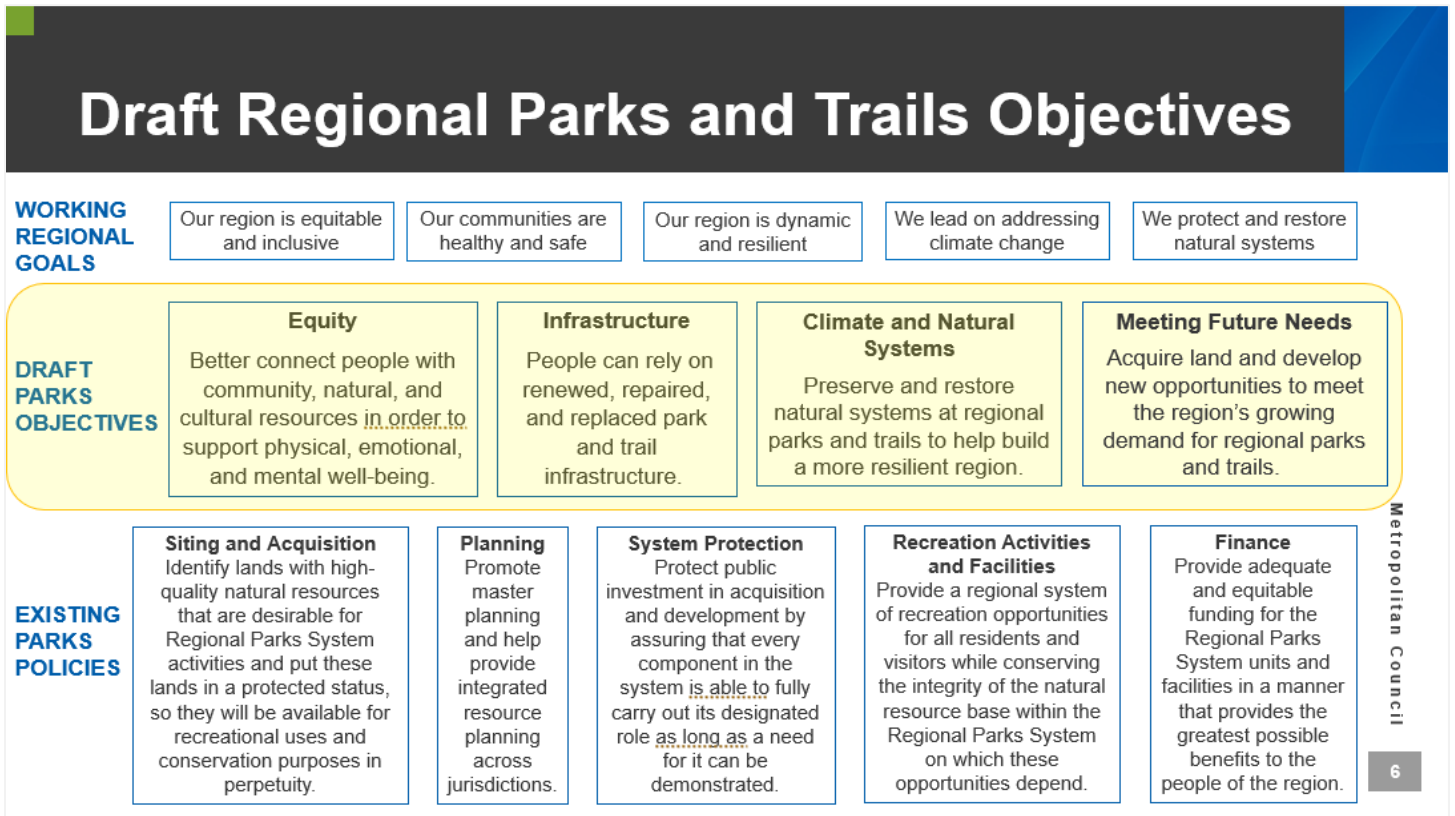 Draft Regional Parks and Trails Objectives
WORKING
REGIONAL
GOALS
Our region is equitable
and inclusive
Our communities are
healthy and safe
Our region is dynamic
and resilient
We lead on addressing
climate change
We protect and restore
natural systems
DRAFT
PARKS
OBJECTIVES
Equity
Better connect people with
community, natural, and
cultural resources in order to
support physical, emotional,
and mental well-being.
Infrastructure
People can rely on
renewed, repaired,
and replaced park
and trail
infrastructure.
Climate and Natural
Systems
Preserve and restore
natural systems at regional
parks and trails to help build
a more resilient region.
Meeting Future Needs
Acquire land and develop
new opportunities to meet
the region’s growing
demand for regional parks
and trails.
EXISTING
PARKS
POLICIES
Siting and Acquisition
Identify lands with high-
quality natural resources
that are desirable for
Regional Parks System
activities and put these
lands in a protected status,
so they will be available for
recreational uses and
conservation purposes in
perpetuity.
Planning
Promote
master
planning
and help
provide
integrated
resource
planning
across
jurisdictions.
System Protection
Protect public
investment in acquisition
and development by
assuring that every
component in the
system is able to fully
carry out its designated
role as long as a need
for it can be
demonstrated.
Recreation Activities
and Facilities
Provide a regional system
of recreation opportunities
for all residents and
visitors while conserving
the integrity of the natural
resource base within the
Regional Parks System
on which these
opportunities depend.
Finance
Provide adequate
and equitable
funding for the
Regional Parks
System units and
facilities in a manner
that provides the
greatest possible
benefits to the
people of the region.
Metropolitan Council
6